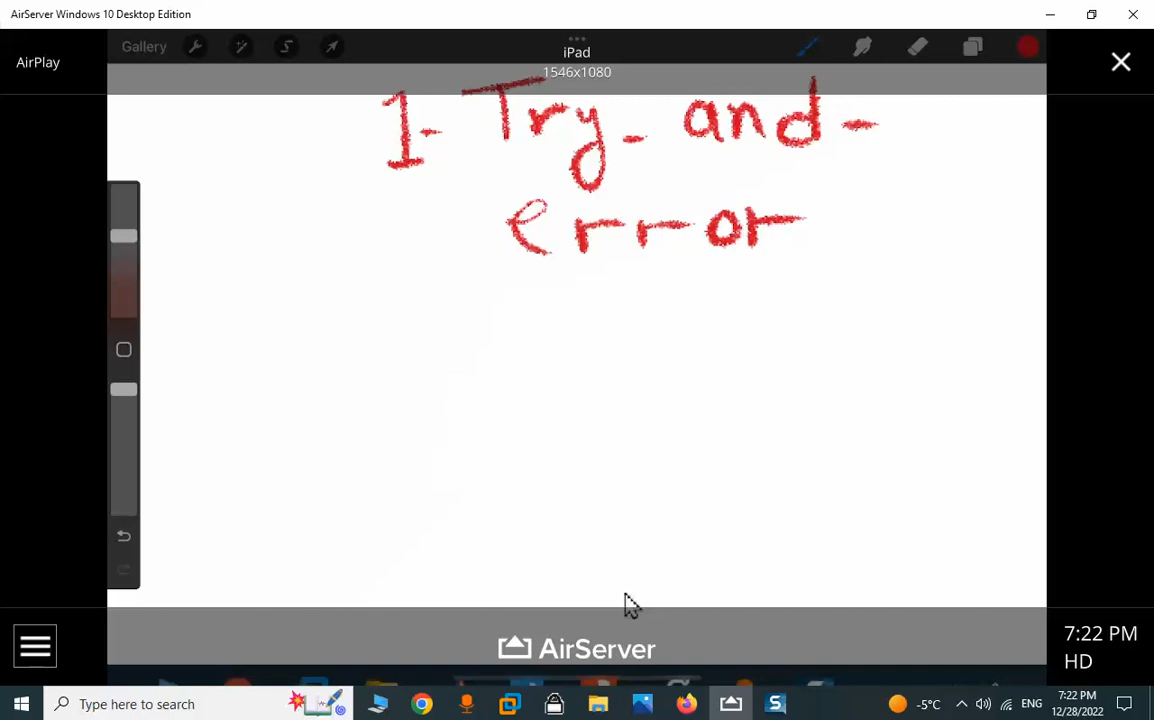 AirServer Windows 10 Desktop Edition
AirPlay
Gallery
iPad
1546x1080
1- Try-and-
error
AirServer
7:22 PM
HD
Type here to search
-5°C
ENG
7:22 PM
12/28/2022